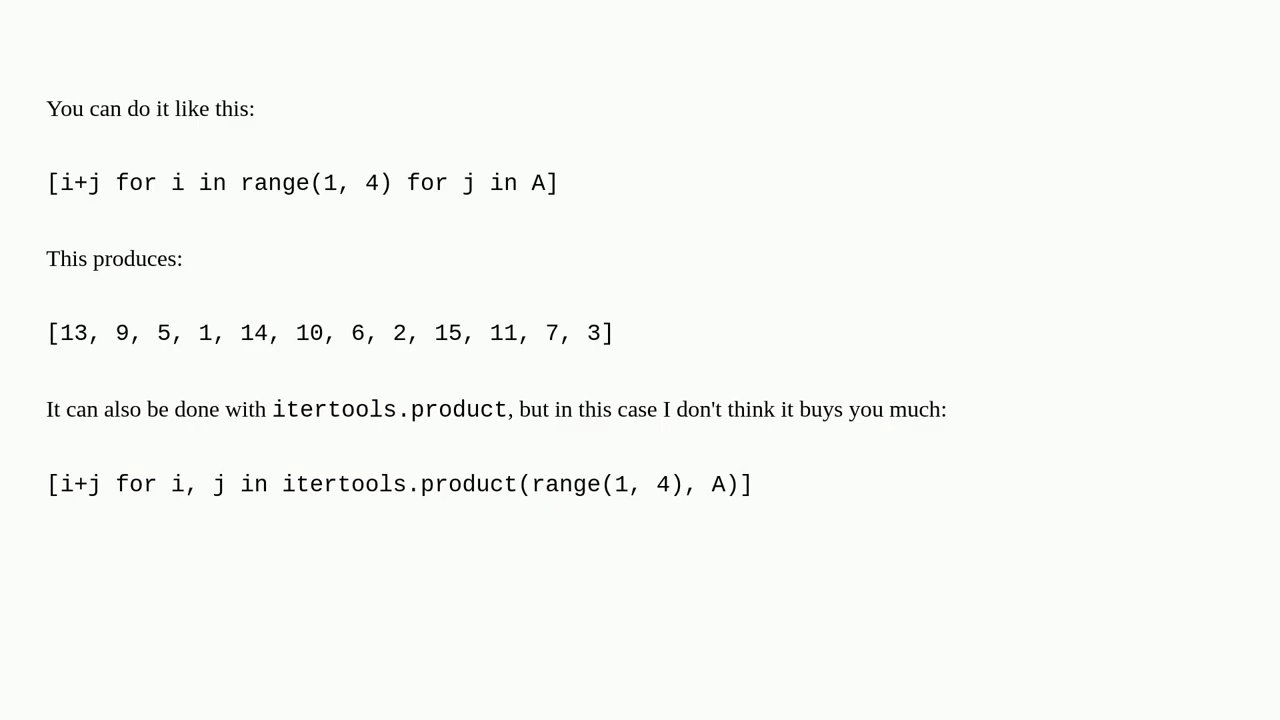 You can do it like this:
[i+j for i in range(1, 4) for j in A]
This produces:
[13, 9, 5, 1, 14, 10, 6, 2, 15, 11, 7, 3]
It can also be done with itertools.product, but in this case I don't think it buys you much:
[i+j for i, j in itertools.product(range(1, 4), A)]